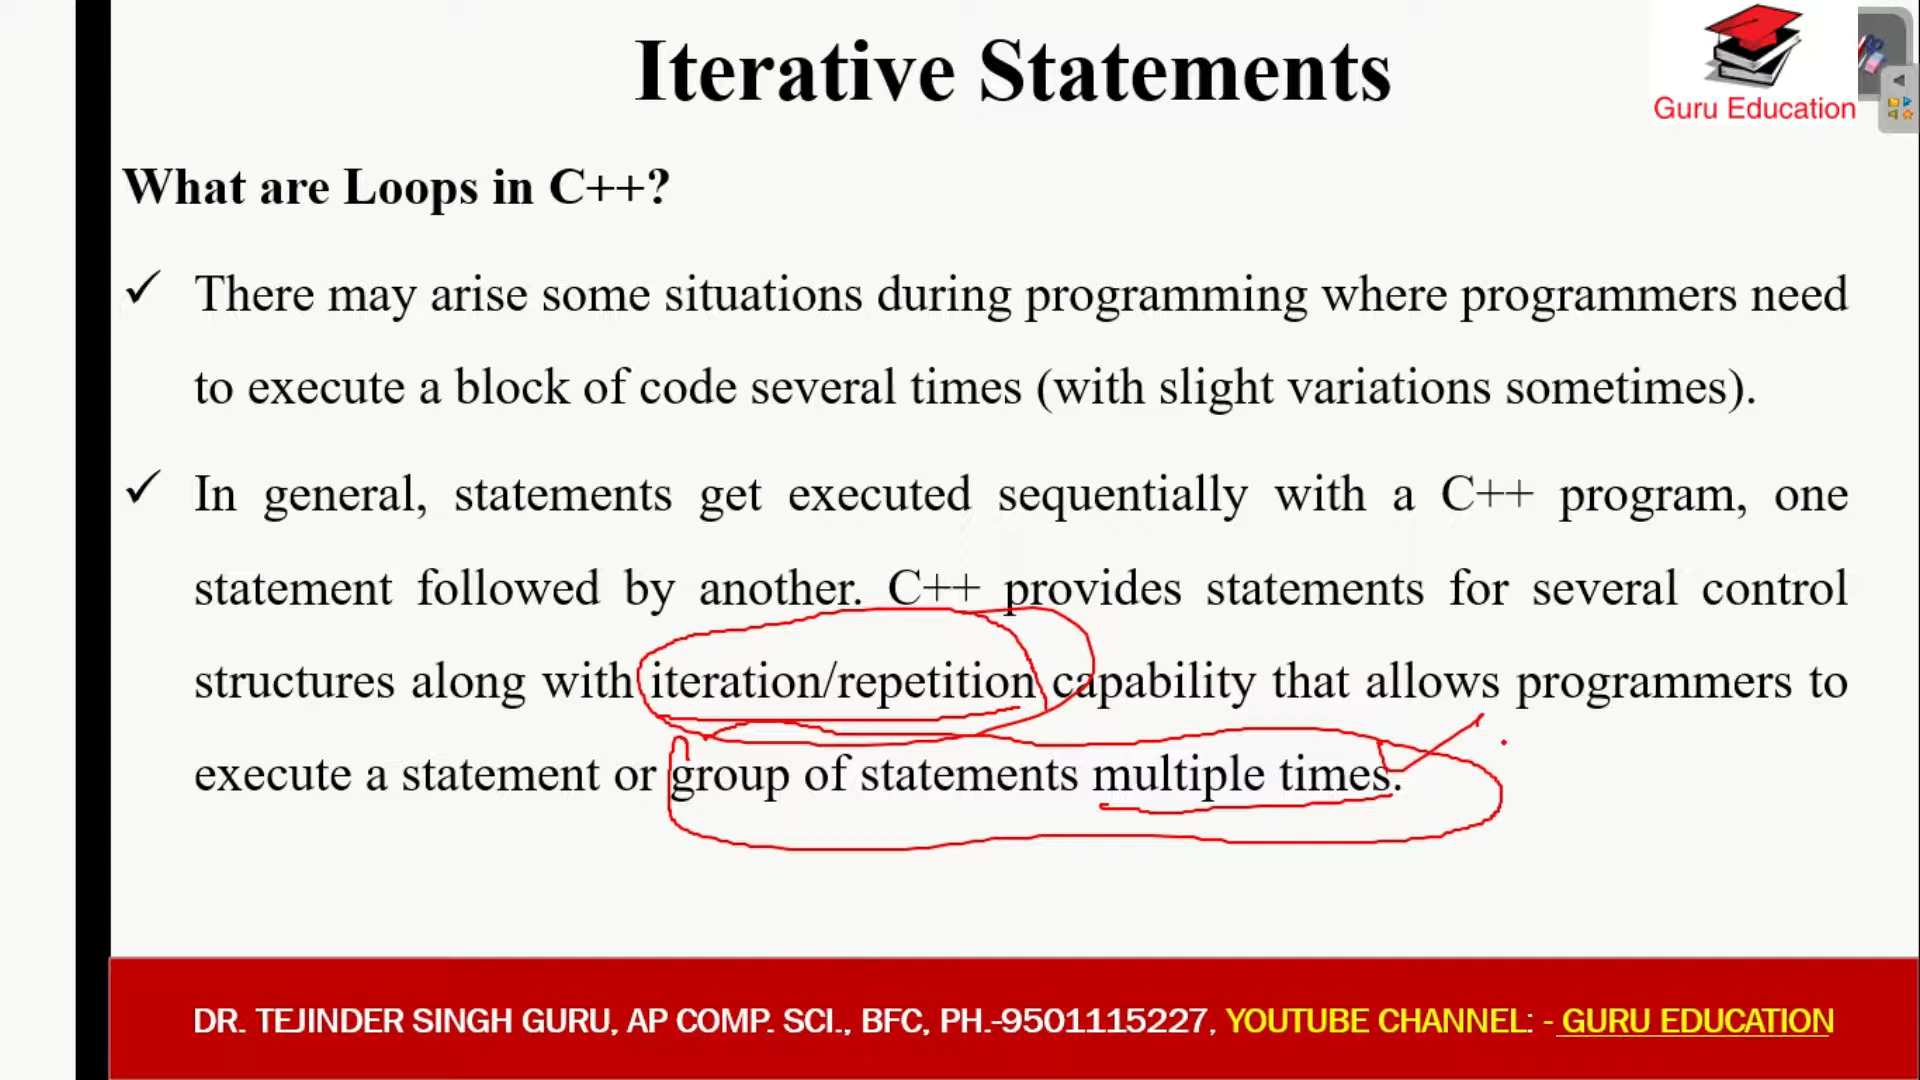 Iterative Statements
Guru Education
What are Loops in C++?
✓ There may arise some situations during programming where programmers need
to execute a block of code several times (with slight variations sometimes).
✓ In general, statements get executed sequentially with a C++ program, one
statement followed by another. C++ provides statements for several control
structures along with iteration/repetition capability that allows programmers to
execute a statement or group of statements multiple times.
DR. TEJINDER SINGH GURU, AP COMP. SCI., BFC, PH.-9501115227, YOUTUBE CHANNEL: - GURU EDUCATION